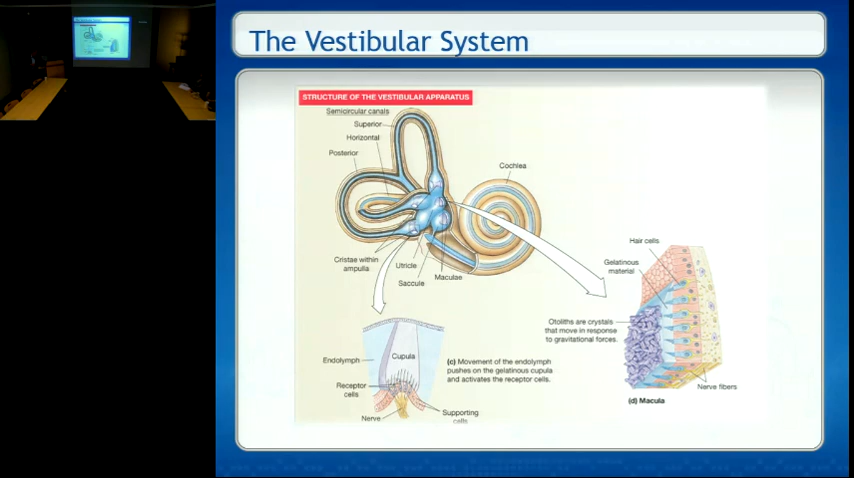 The Vestibular System
STRUCTURE OF THE VESTIBULAR APPARATUS
Semicircular canals
Superior
Horizontal
Posterior
Cochlea
Cristae within
ampulla
Utricle
Saccule
Maculae
Hair cells
Gelatinous
material
Otoliths are crystals
that move in response
to gravitational forces.
Nerve fibers
(d) Macula
Endolymph
Cupula
Receptor
cells
Nerve
Supporting
cells
(c) Movement of the endolymph
pushes on the gelatinous cupula
and activates the receptor cells.